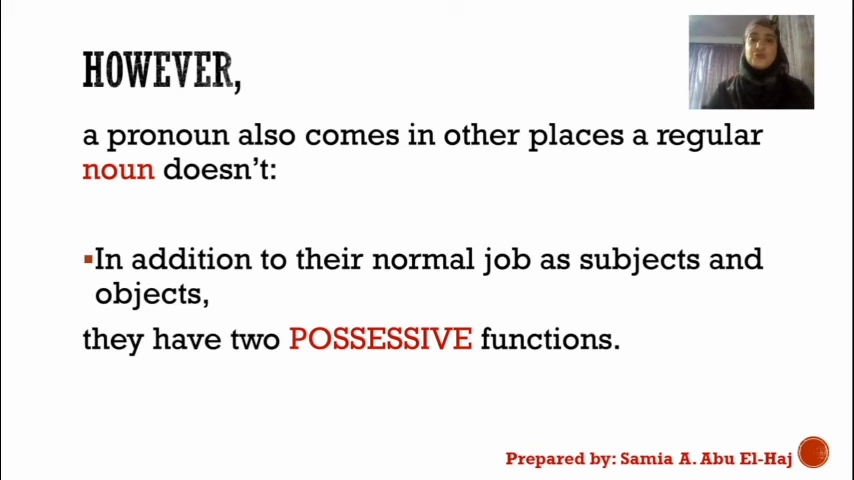 HOWEVER,
a pronoun also comes in other places a regular
noun doesn't:
▪In addition to their normal job as subjects and
objects,
they have two POSSESSIVE functions.
Prepared by: Samia A. Abu El-Haj